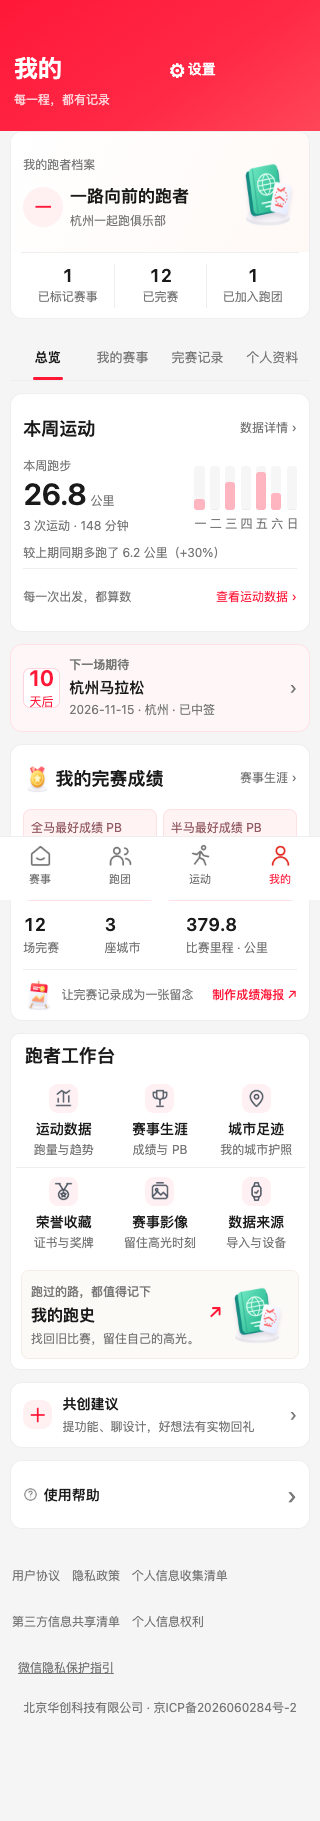 我的
设置
每一程，都有记录
我的跑者档案
一路向前的跑者
杭州一起跑俱乐部
1 12 1
已标记赛事 已完赛 已加入跑团
总览 我的赛事 完赛记录 个人资料
本周运动 数据详情 ›
本周跑步
26.8 公里
3 次运动 · 148 分钟
一 二 三 四 五 六 日
较上期同期多跑了 6.2 公里（+30%）
每一次出发，都算数 查看运动数据 ›
下一场期待
10
天后
杭州马拉松
2026-11-15 · 杭州 · 已中签
我的完赛成绩 赛事生涯 ›
全马最好成绩 PB 半马最好成绩 PB
赛事 跑团 运动 我的
12 3 379.8
场完赛 座城市 比赛里程 · 公里
让完赛记录成为一张留念 制作成绩海报 ↗
跑者工作台
运动数据 赛事生涯 城市足迹
跑量与趋势 成绩与 PB 我的城市护照
荣誉收藏 赛事影像 数据来源
证书与奖牌 留住高光时刻 导入与设备
跑过的路，都值得记下
我的跑史
找回旧比赛，留住自己的高光。
共创建议
提功能、聊设计，好想法有实物回礼
使用帮助
用户协议 隐私政策 个人信息收集清单
第三方信息共享清单 个人信息权利
微信隐私保护指引
北京华创科技有限公司 · 京ICP备2026060284号-2